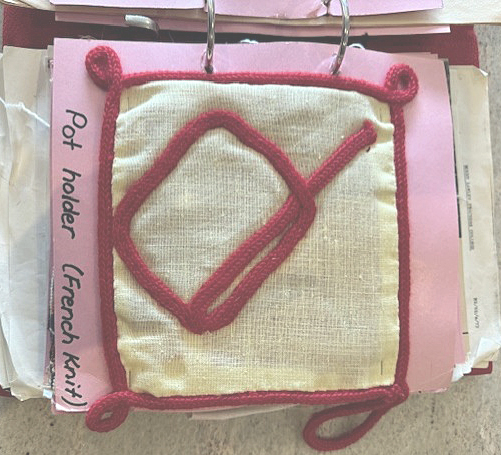 Pot holder (French Knit)